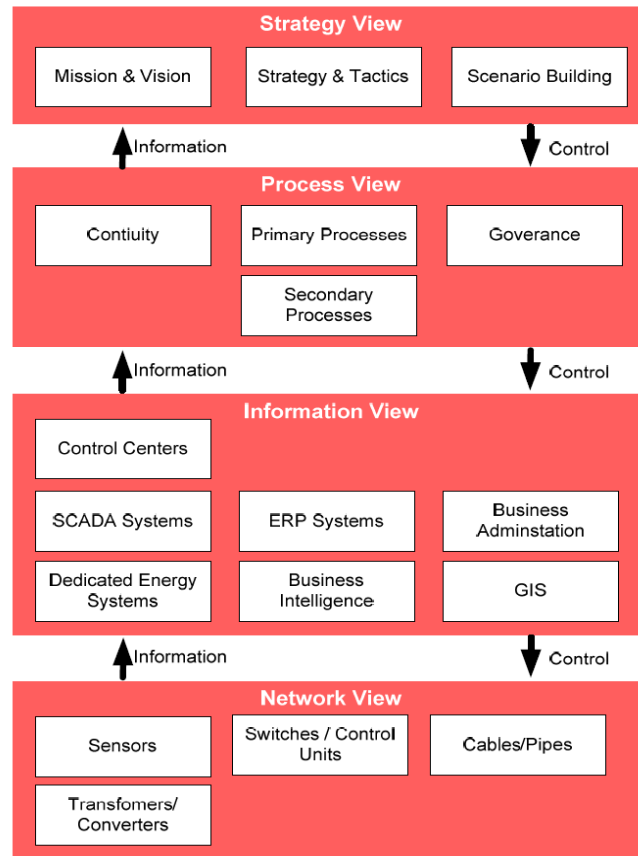 Strategy View
Mission & Vision
Strategy & Tactics
Scenario Building
Information
Control
Process View
Contiuity
Primary Processes
Goverance
Secondary
Processes
Information
Control
Information View
Control Centers
SCADA Systems
ERP Systems
Business
Adminstation
Dedicated Energy
Systems
Business
Intelligence
GIS
Information
Control
Network View
Sensors
Switches / Control
Units
Cables/Pipes
Transfomers/
Converters